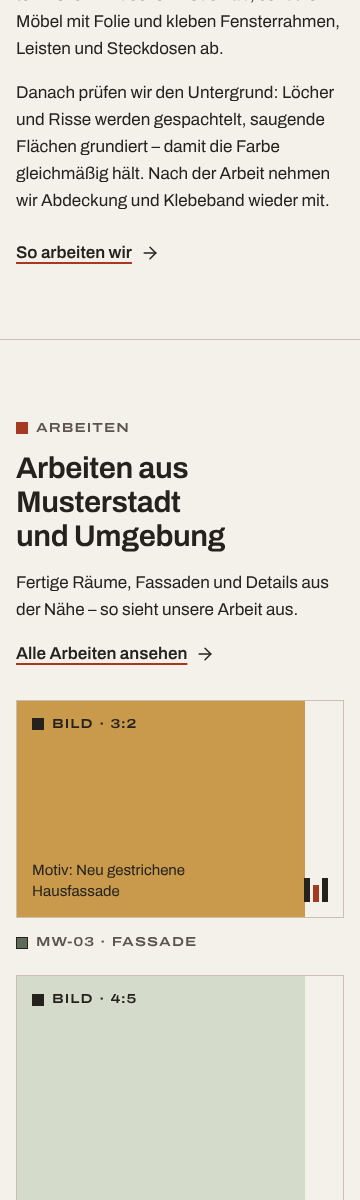 Möbel mit Folie und kleben Fensterrahmen,
Leisten und Steckdosen ab.
Danach prüfen wir den Untergrund: Löcher
und Risse werden gespachtelt, saugende
Flächen grundiert – damit die Farbe
gleichmäßig hält. Nach der Arbeit nehmen
wir Abdeckung und Klebeband wieder mit.
So arbeiten wir →
ARBEITEN
Arbeiten aus
Musterstadt
und Umgebung
Fertige Räume, Fassaden und Details aus
der Nähe – so sieht unsere Arbeit aus.
Alle Arbeiten ansehen →
BILD · 3:2
Motiv: Neu gestrichene
Hausfassade
MW-03 · FASSADE
BILD · 4:5